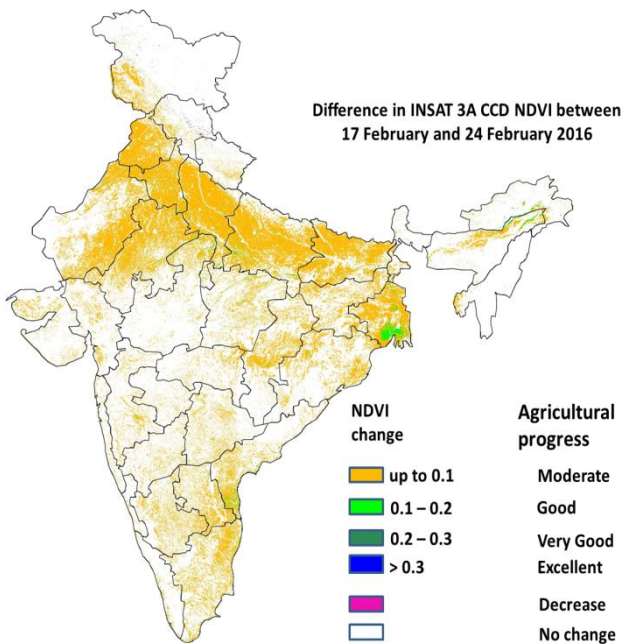 Difference in INSAT 3A CCD NDVI between
17 February and 24 February 2016
NDVI change
Agricultural progress
up to 0.1 Moderate
0.1 – 0.2 Good
0.2 – 0.3 Very Good
> 0.3 Excellent
Decrease
No change